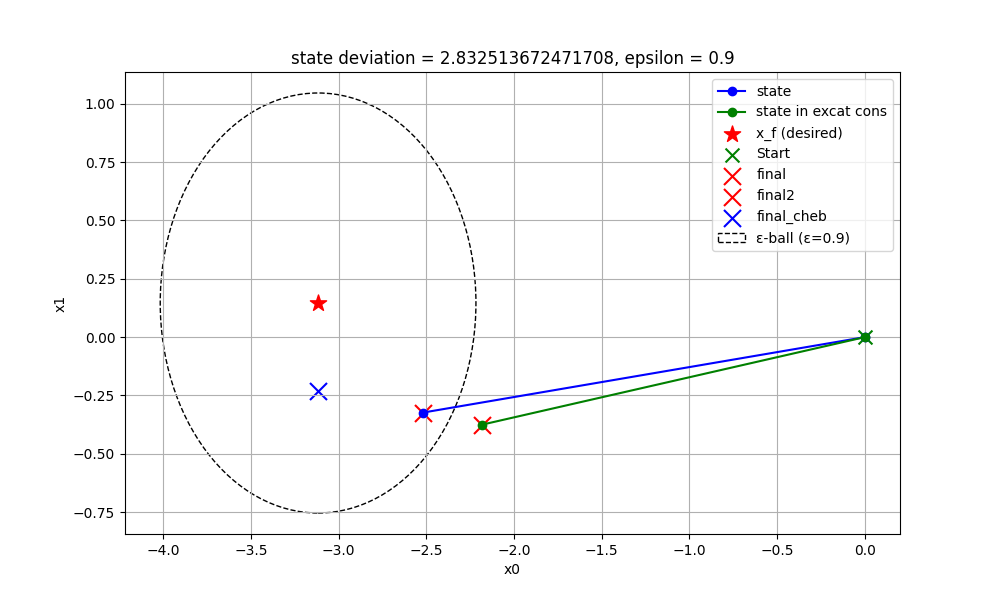 state deviation = 2.832513672471708, epsilon = 0.9
state
state in excat cons
x_f (desired)
Start
final
final2
final_cheb
ε-ball (ε=0.9)
x1
1.00
0.75
0.50
0.25
0.00
−0.25
−0.50
−0.75
−4.0 −3.5 −3.0 −2.5 −2.0 −1.5 −1.0 −0.5 0.0
x0